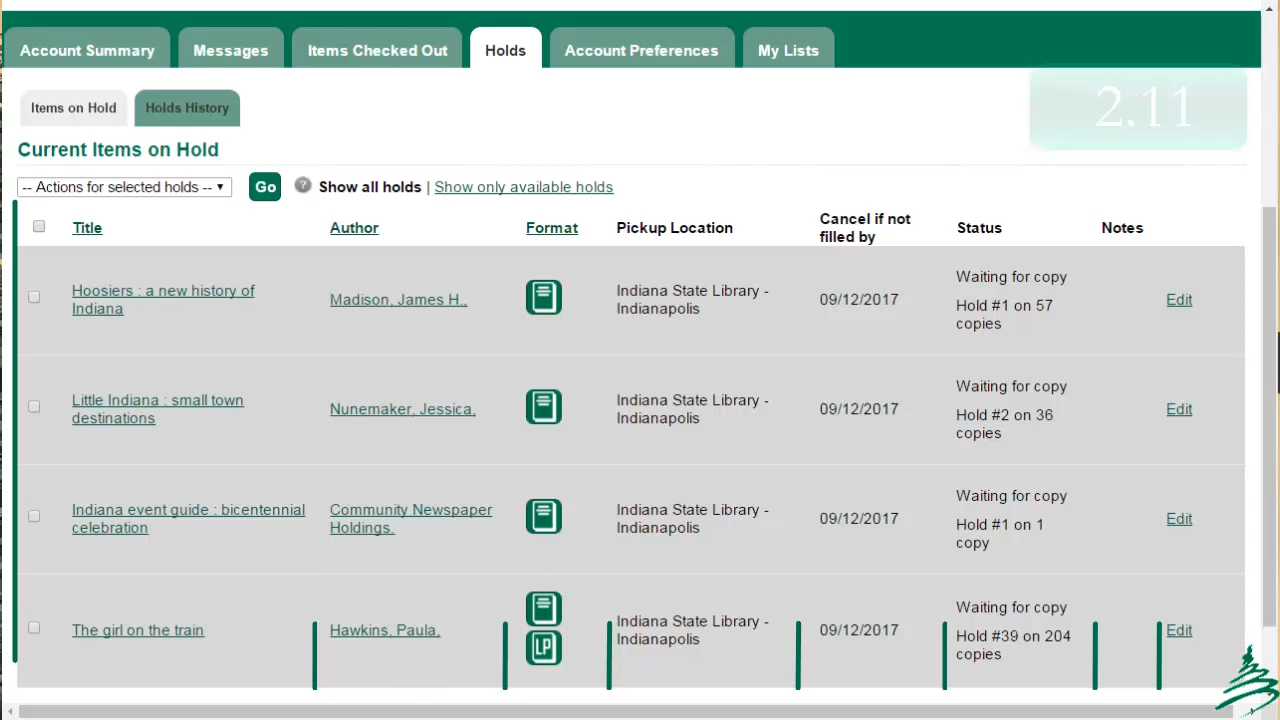 Account Summary
Messages
Items Checked Out
Holds
Account Preferences
My Lists
Items on Hold
Holds History
2.11
Current Items on Hold
-- Actions for selected holds --
Go
? Show all holds | Show only available holds
Title
Author
Format
Pickup Location
Cancel if not
filled by
Status
Notes
Hoosiers : a new history of
Indiana
Madison, James H.,
Indiana State Library -
Indianapolis
09/12/2017
Waiting for copy
Hold #1 on 57
copies
Edit
Little Indiana : small town
destinations
Nunemaker, Jessica,
Indiana State Library -
Indianapolis
09/12/2017
Waiting for copy
Hold #2 on 36
copies
Edit
Indiana event guide : bicentennial
celebration
Community Newspaper
Holdings.
Indiana State Library -
Indianapolis
09/12/2017
Waiting for copy
Hold #1 on 1
copy
Edit
The girl on the train
Hawkins, Paula,
LP
Indiana State Library -
Indianapolis
09/12/2017
Waiting for copy
Hold #39 on 204
copies
Edit